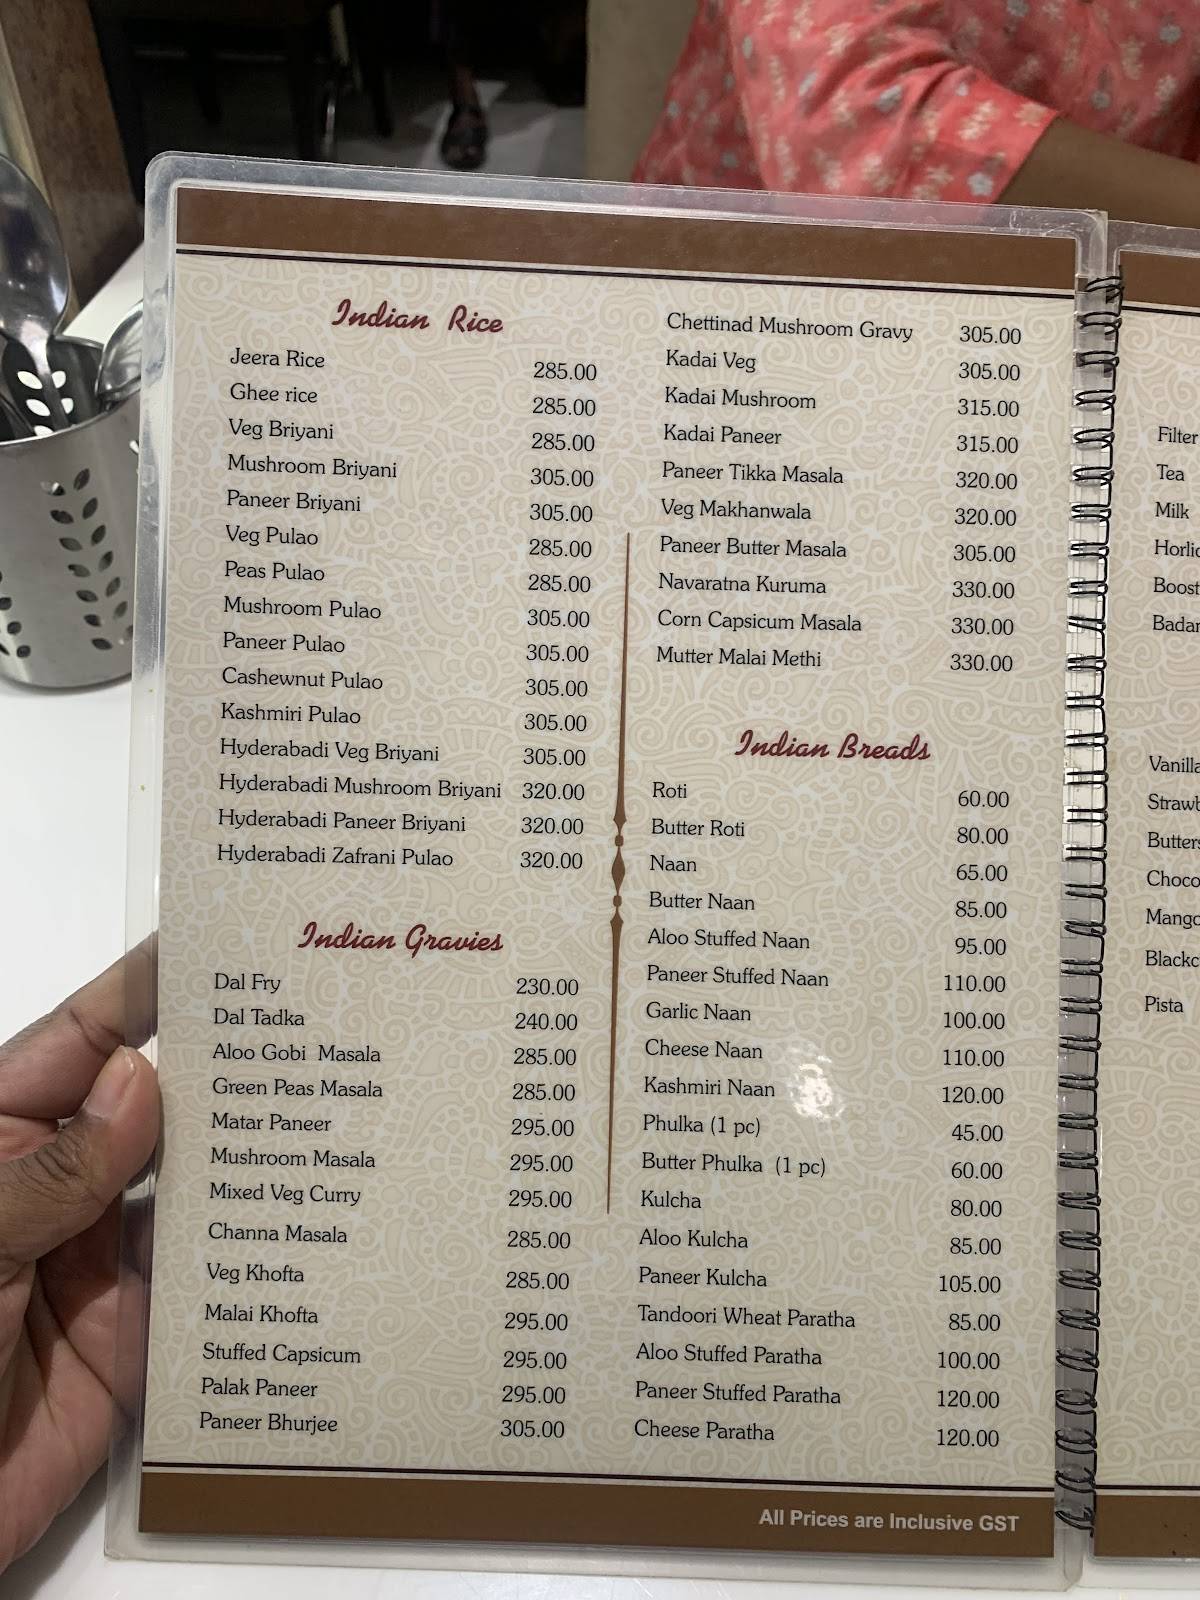 Indian Rice
Jeera Rice 285.00
Ghee rice 285.00
Veg Briyani 285.00
Mushroom Briyani 305.00
Paneer Briyani 305.00
Veg Pulao 285.00
Peas Pulao 285.00
Mushroom Pulao 305.00
Paneer Pulao 305.00
Cashewnut Pulao 305.00
Kashmiri Pulao 305.00
Hyderabadi Veg Briyani 305.00
Hyderabadi Mushroom Briyani 320.00
Hyderabadi Paneer Briyani 320.00
Hyderabadi Zafrani Pulao 320.00
Indian Gravies
Dal Fry 230.00
Dal Tadka 240.00
Aloo Gobi Masala 285.00
Green Peas Masala 285.00
Matar Paneer 295.00
Mushroom Masala 295.00
Mixed Veg Curry 295.00
Channa Masala 285.00
Veg Khofta 285.00
Malai Khofta 295.00
Stuffed Capsicum 295.00
Palak Paneer 295.00
Paneer Bhurjee 305.00
Chettinad Mushroom Gravy 305.00
Kadai Veg 305.00
Kadai Mushroom 315.00
Kadai Paneer 315.00
Paneer Tikka Masala 320.00
Veg Makhanwala 320.00
Paneer Butter Masala 305.00
Navaratna Kuruma 330.00
Corn Capsicum Masala 330.00
Mutter Malai Methi 330.00
Indian Breads
Roti 60.00
Butter Roti 80.00
Naan 65.00
Butter Naan 85.00
Aloo Stuffed Naan 95.00
Paneer Stuffed Naan 110.00
Garlic Naan 100.00
Cheese Naan 110.00
Kashmiri Naan 120.00
Phulka (1 pc) 45.00
Butter Phulka (1 pc) 60.00
Kulcha 80.00
Aloo Kulcha 85.00
Paneer Kulcha 105.00
Tandoori Wheat Paratha 85.00
Aloo Stuffed Paratha 100.00
Paneer Stuffed Paratha 120.00
Cheese Paratha 120.00
All Prices are Inclusive GST
Filter
Tea
Milk
Boost
Pista